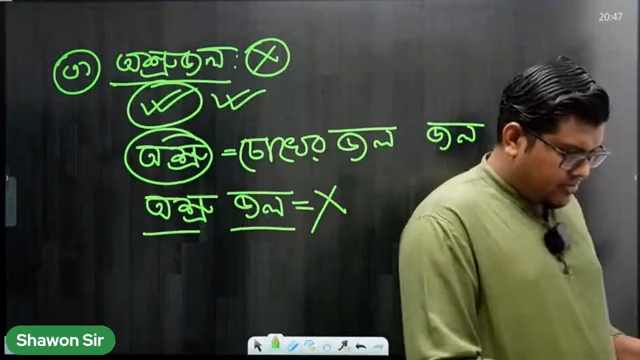 20:47
৩ অশ্রুজল: X
অশ্রু = চোখের জল জল
অশ্রু জল = X
Shawon Sir